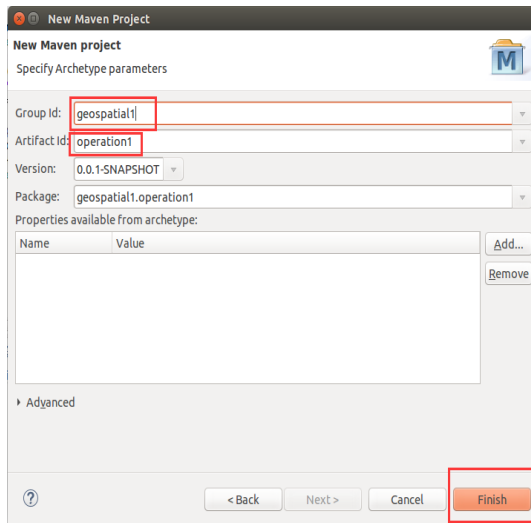 New Maven Project
New Maven project
Specify Archetype parameters
M
Group Id: geospatial1
Artifact Id: operation1
Version: 0.0.1-SNAPSHOT
Package: geospatial1.operation1
Properties available from archetype:
Name Value
Add...
Remove
Advanced
? < Back Next > Cancel Finish